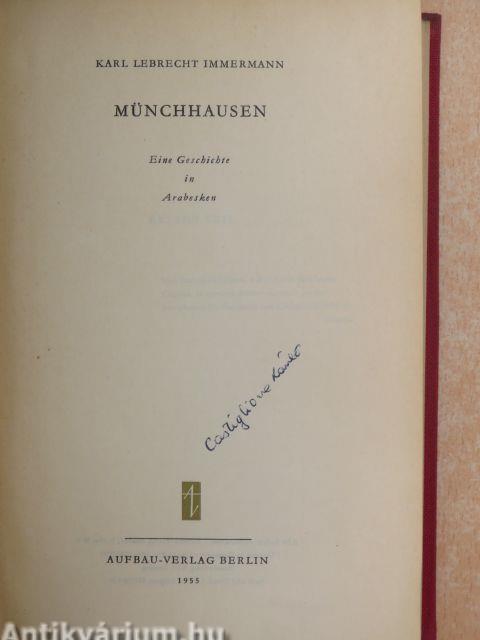 KARL LEBRECHT IMMERMANN
MÜNCHHAUSEN
Eine Geschichte
in
Arabesken
Castiglione László
AUFBAU-VERLAG BERLIN
1955
Antikvárium.hu